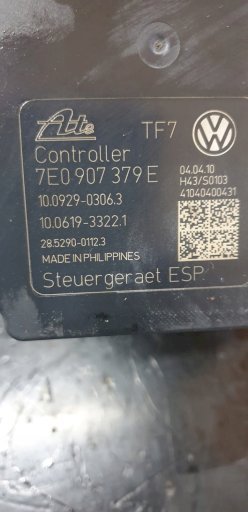 Ate TF7
Controller 04.04.10
7E0 907 379 E H43/S0103
10.0929-0306.3 41040400431
10.0619-3322.1
28.5290-0112.3
MADE IN PHILIPPINES
Steuergeraet ESP